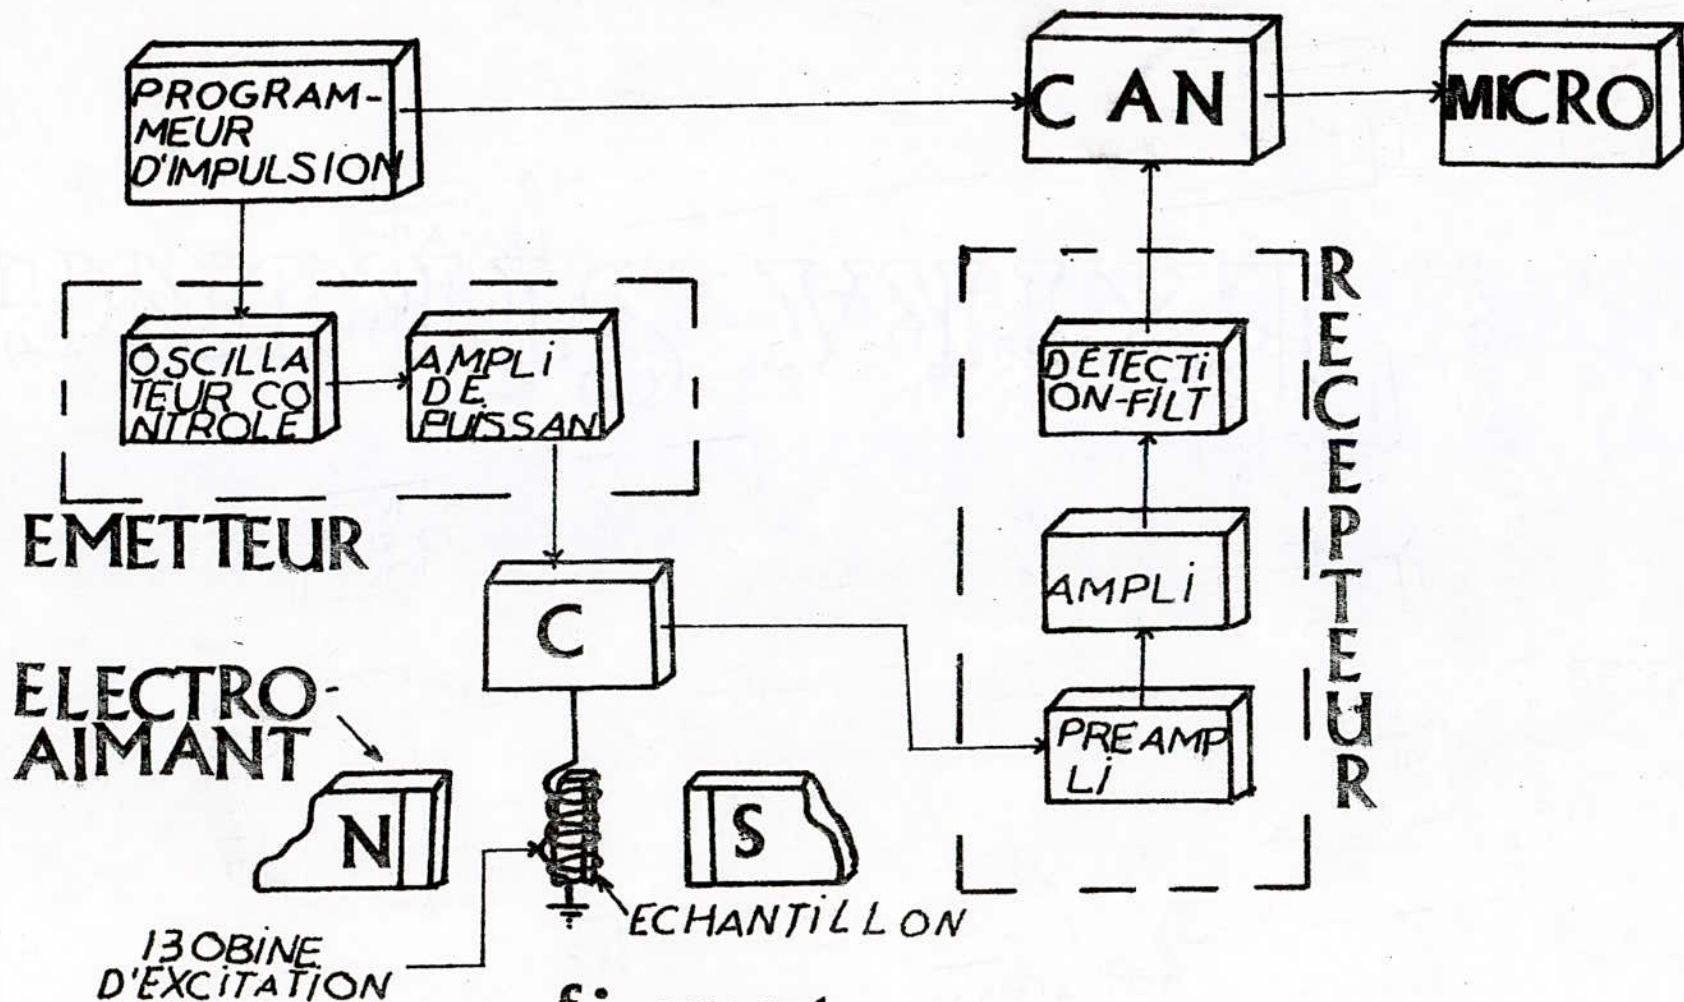 PROGRAM-
MEUR
D'IMPULSION
C AN
MICRO
OSCILLA
TEUR CO
NTROLE
AMPLI
DE
PUISSAN
EMETTEUR
RECEPTEUR
DETECTI
ON-FILT
AMPLI
PREAMP
LI
C
ELECTRO-
AIMANT
N
S
ECHANTILLON
BOBINE
D'EXCITATION